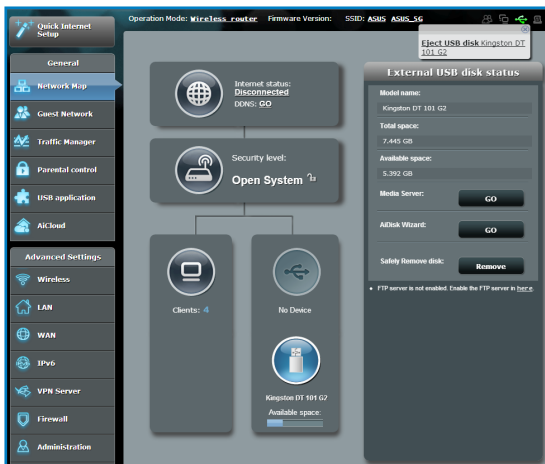 Quick Internet
Setup
Operation Mode: Wireless router Firmware Version: SSID: ASUS ASUS_5G
Eject USB disk Kingston DT
101 G2
General
Network Map
Guest Network
Traffic Manager
Parental control
USB application
AiCloud
Advanced Settings
Wireless
LAN
WAN
IPv6
VPN Server
Firewall
Administration
Internet status:
Disconnected
DDNS: GO
Security level:
Open System
Clients: 4
No Device
Kingston DT 101 G2
Available space:
External USB disk status
Model name:
Kingston DT 101 G2
Total space:
7.445 GB
Available space:
5.392 GB
Media Server: GO
AiDisk Wizard: GO
Safely Remove disk: Remove
• FTP server is not enabled. Enable the FTP server in here.